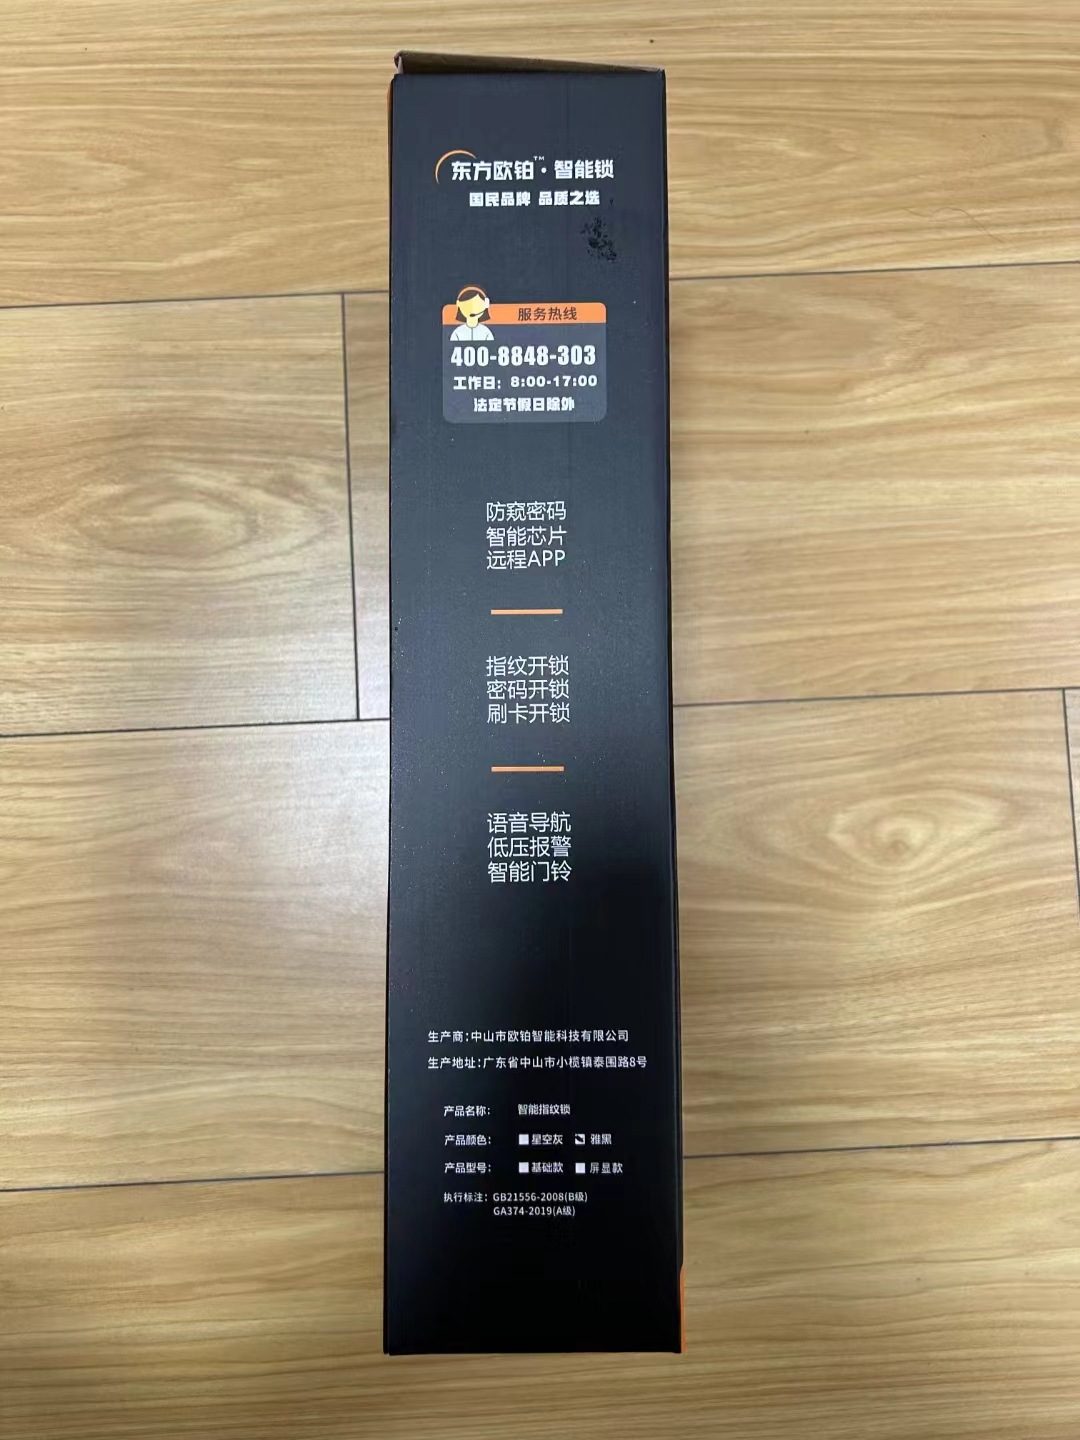 东方欧铂™·智能锁
国民品牌 品质之选
服务热线
400-8848-303
工作日：8:00-17:00
法定节假日除外
防窥密码
智能芯片
远程APP
指纹开锁
密码开锁
刷卡开锁
语音导航
低压报警
智能门铃
生产商：中山市欧铂智能科技有限公司
生产地址：广东省中山市小榄镇泰围路8号
产品名称： 智能指纹锁
产品颜色： 星空灰 雅黑
产品型号： 基础款 屏显款
执行标注：GB21556-2008(B级)
GA374-2019(A级)